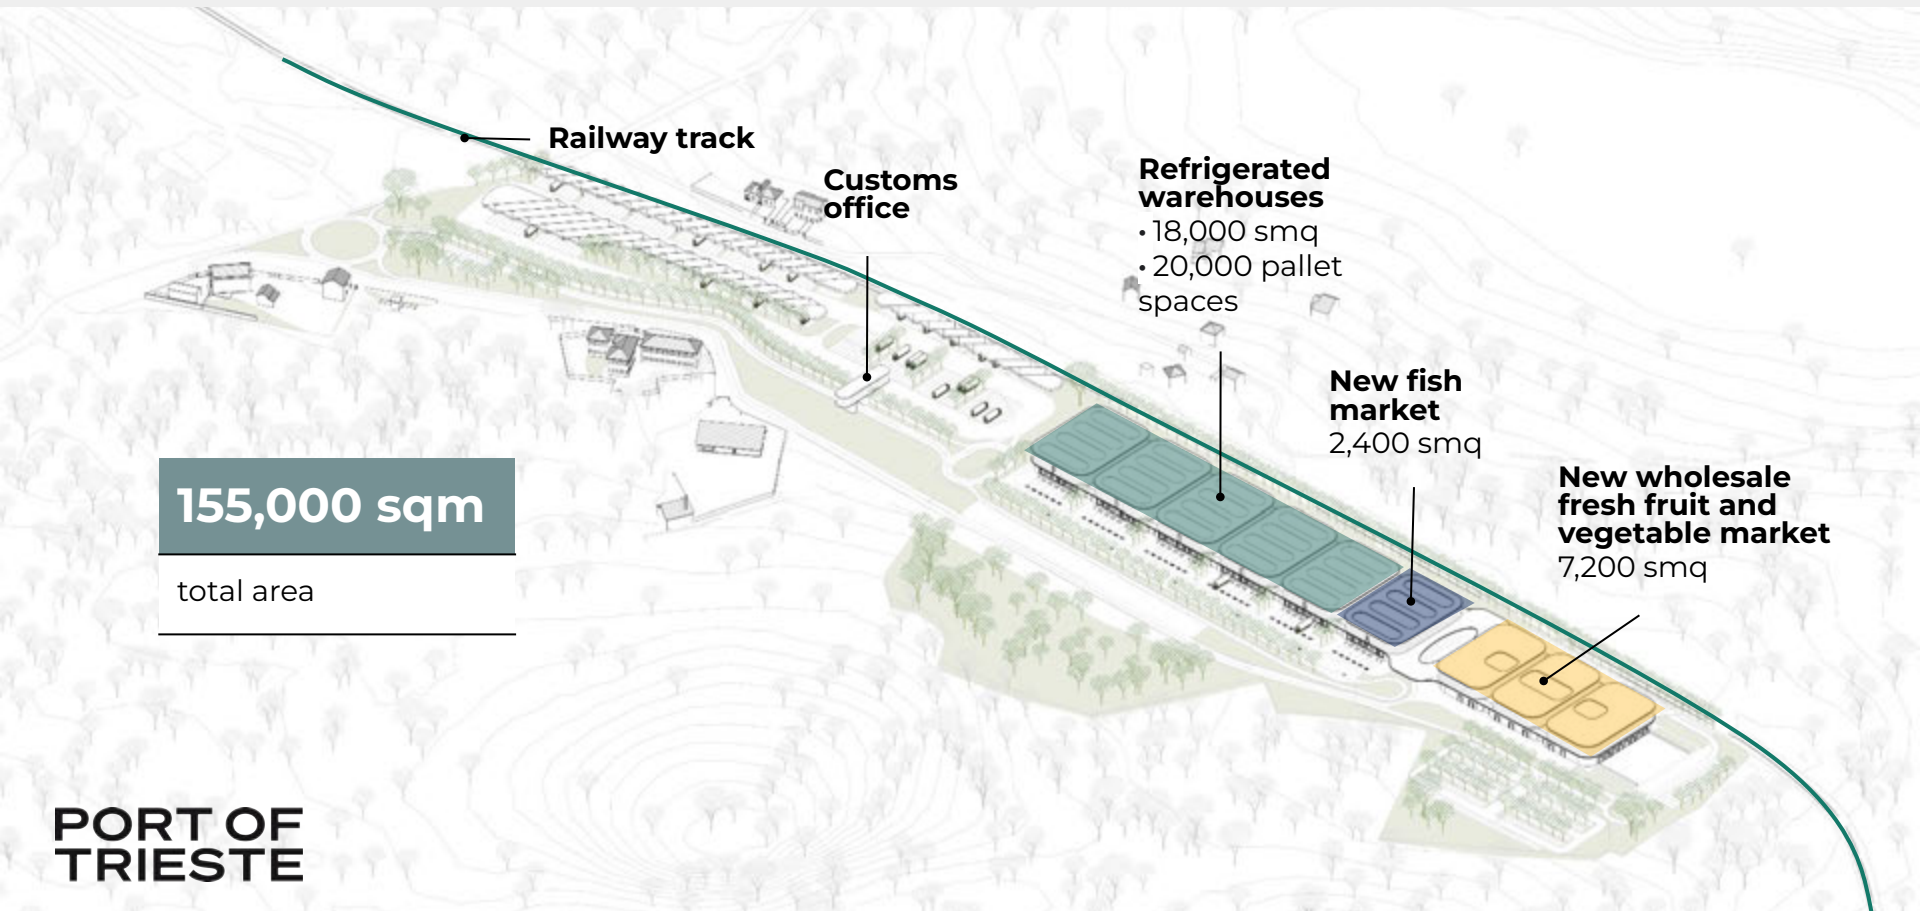 Railway track
Customs
office
Refrigerated
warehouses
• 18,000 smq
• 20,000 pallet
spaces
New fish
market
2,400 smq
New wholesale
fresh fruit and
vegetable market
7,200 smq
155,000 sqm
total area
PORT OF
TRIESTE